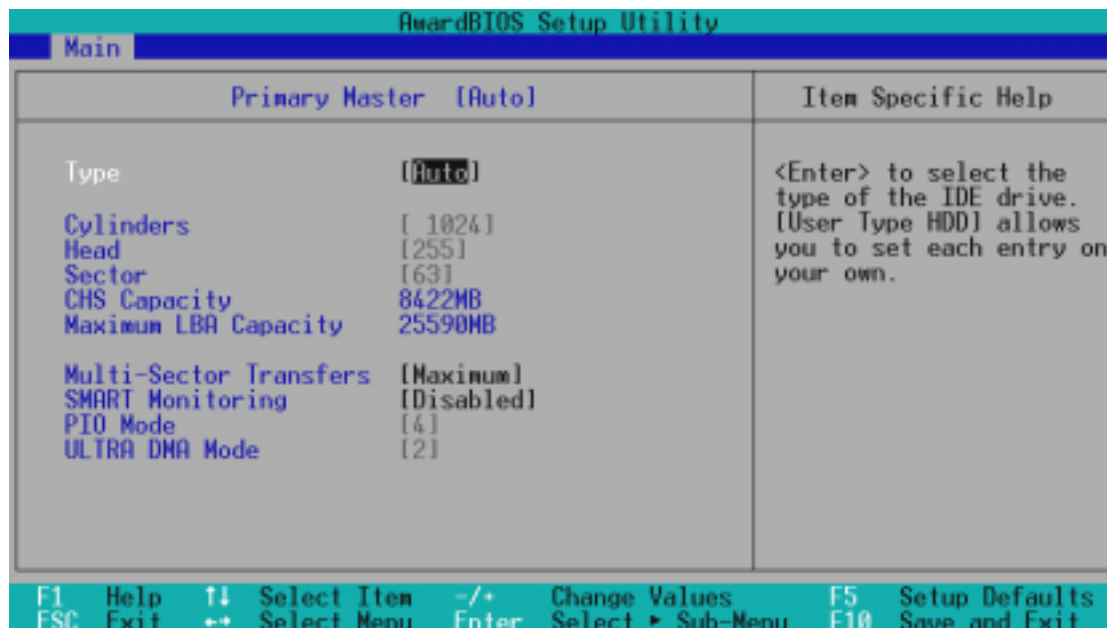 AwardBIOS Setup Utility
Main
Primary Master [Auto]
Item Specific Help
Type [Auto]
Cylinders [ 1024]
Head [255]
Sector [63]
CHS Capacity 8422MB
Maximum LBA Capacity 25590MB
Multi-Sector Transfers [Maximum]
SMART Monitoring [Disabled]
PIO Mode [4]
ULTRA DMA Mode [2]
<Enter> to select the
type of the IDE drive.
[User Type HDD] allows
you to set each entry on
your own.
F1 Help ↑↓ Select Item -/+ Change Values F5 Setup Defaults
ESC Exit ←→ Select Menu Enter Select ► Sub-Menu F10 Save and Exit